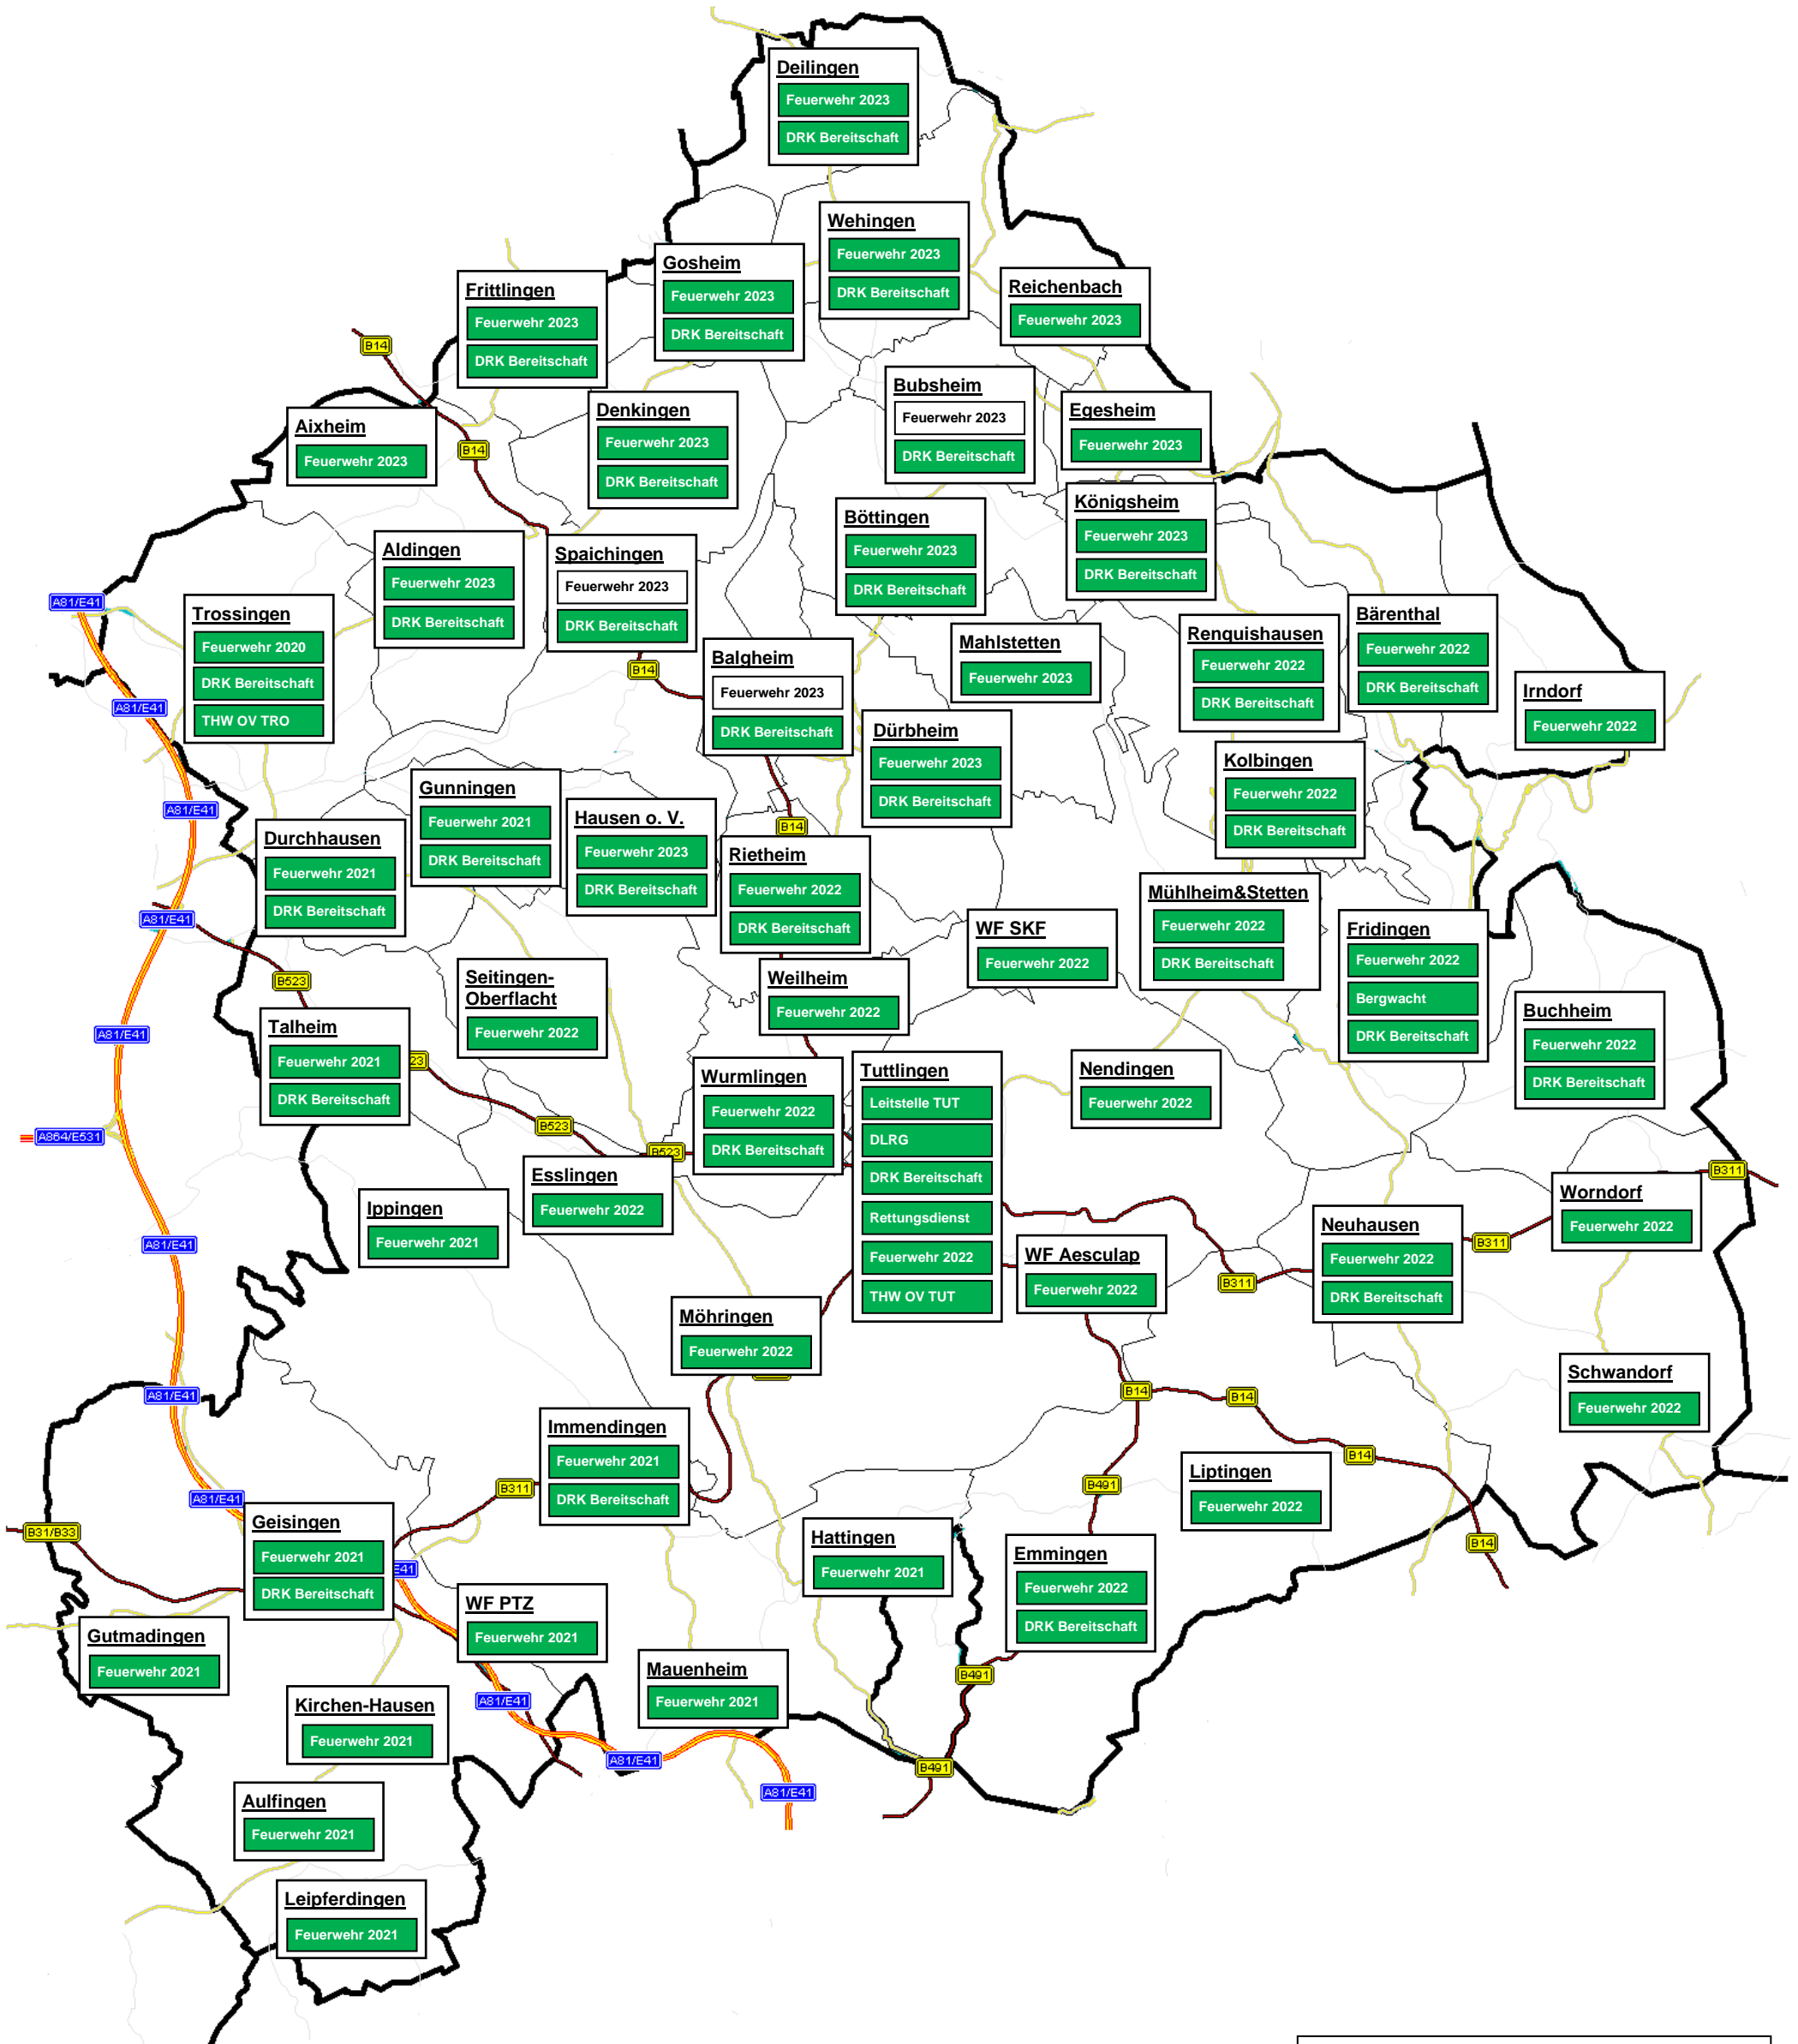 Deilingen
Feuerwehr 2023
DRK Bereitschaft
Wehingen
Feuerwehr 2023
DRK Bereitschaft
Gosheim
Feuerwehr 2023
DRK Bereitschaft
Reichenbach
Feuerwehr 2023
Frittlingen
Feuerwehr 2023
DRK Bereitschaft
B14
Bubsheim
Feuerwehr 2023
DRK Bereitschaft
Denkingen
Feuerwehr 2023
DRK Bereitschaft
Egesheim
Feuerwehr 2023
Aixheim
Feuerwehr 2023
B14
Königsheim
Feuerwehr 2023
DRK Bereitschaft
Böttingen
Feuerwehr 2023
DRK Bereitschaft
Aldingen
Feuerwehr 2023
DRK Bereitschaft
Spaichingen
Feuerwehr 2023
DRK Bereitschaft
A81/E41
Trossingen
Feuerwehr 2020
DRK Bereitschaft
THW OV TRO
Bärenthal
Feuerwehr 2022
DRK Bereitschaft
Renquishausen
Feuerwehr 2022
DRK Bereitschaft
Mahlstetten
Feuerwehr 2023
B14
Balgheim
Feuerwehr 2023
DRK Bereitschaft
Irndorf
Feuerwehr 2022
A81/E41
Dürbheim
Feuerwehr 2023
DRK Bereitschaft
Kolbingen
Feuerwehr 2022
DRK Bereitschaft
Gunningen
Feuerwehr 2021
DRK Bereitschaft
A81/E41
Hausen o. V.
Feuerwehr 2023
DRK Bereitschaft
B14
Durchhausen
Feuerwehr 2021
DRK Bereitschaft
Rietheim
Feuerwehr 2022
DRK Bereitschaft
Mühlheim&Stetten
Feuerwehr 2022
DRK Bereitschaft
A81/E41
WF SKF
Feuerwehr 2022
Fridingen
Feuerwehr 2022
Bergwacht
DRK Bereitschaft
B523
Seitingen-
Oberflacht
Feuerwehr 2022
Weilheim
Feuerwehr 2022
Buchheim
Feuerwehr 2022
DRK Bereitschaft
A81/E41
Talheim
Feuerwehr 2021
DRK Bereitschaft
23
Wurmlingen
Feuerwehr 2022
DRK Bereitschaft
Tuttlingen
Leitstelle TUT
DLRG
DRK Bereitschaft
Rettungsdienst
Feuerwehr 2022
THW OV TUT
Nendingen
Feuerwehr 2022
B523
A864/E531
B523
Esslingen
Feuerwehr 2022
B311
Worndorf
Feuerwehr 2022
Ippingen
Feuerwehr 2021
Neuhausen
Feuerwehr 2022
DRK Bereitschaft
A81/E41
B311
WF Aesculap
Feuerwehr 2022
B311
Möhringen
Feuerwehr 2022
Schwandorf
Feuerwehr 2022
A81/E41
B14
B14
Immendingen
Feuerwehr 2021
DRK Bereitschaft
B14
Liptingen
Feuerwehr 2022
B311
B491
A81/E41
Geisingen
Feuerwehr 2021
DRK Bereitschaft
B31/B33
Hattingen
Feuerwehr 2021
Emmingen
Feuerwehr 2022
DRK Bereitschaft
B14
E41
WF PTZ
Feuerwehr 2021
Gutmadingen
Feuerwehr 2021
Mauenheim
Feuerwehr 2021
B491
Kirchen-Hausen
Feuerwehr 2021
A81/E41
A81/E41
B491
A81/E41
Aulfingen
Feuerwehr 2021
Leipferdingen
Feuerwehr 2021